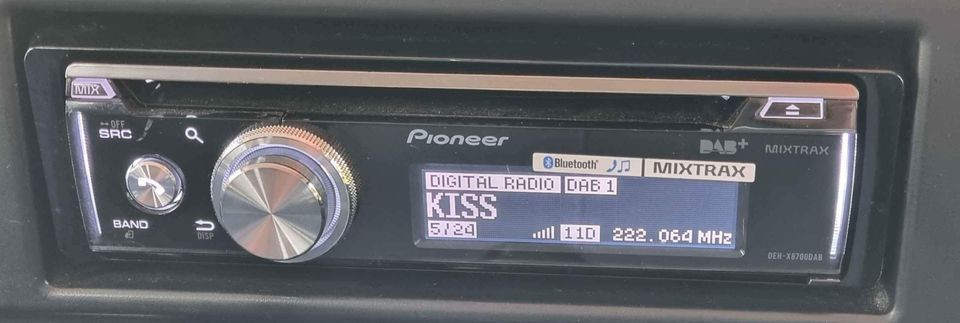 MIX
OFF
SRC
Pioneer
DAB+
MIXTRAX
Bluetooth
MIXTRAX
DIGITAL RADIO DAB 1
KISS
5/24 11D 222.064 MHz
BAND
DISP
DEH-X8700DAB